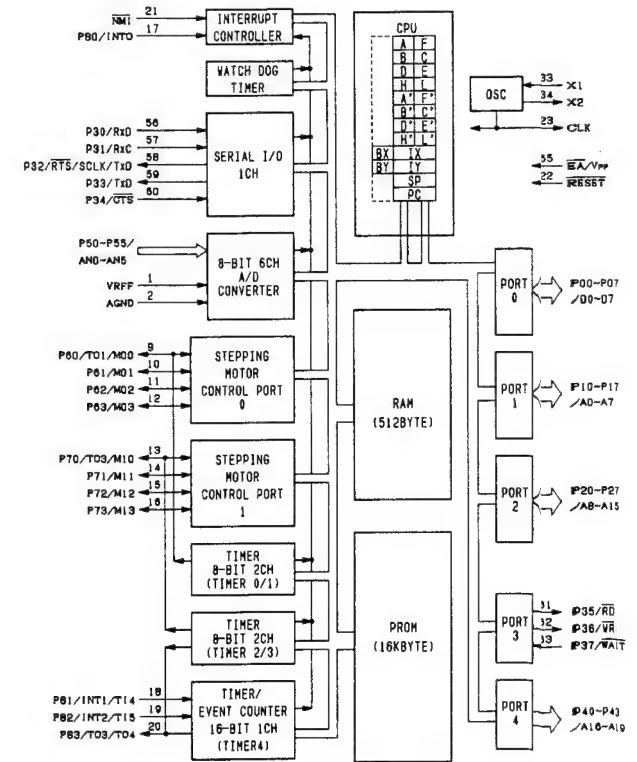 NMI 21
P80/INTO 17
INTERRUPT
CONTROLLER
WATCH DOG
TIMER
P30/RxD 56
P31/RxC 57
P32/RTS/SCLK/TxD 58
P33/TxD 59
P34/CTS 60
SERIAL I/O
1CH
P50~P55/
AN0~AN5
VRFF 1
AGND 2
8-BIT 6CH
A/D
CONVERTER
P60/TO1/M00 9
P61/M01 10
P62/M02 11
P63/M03 12
STEPPING
MOTOR
CONTROL PORT
0
P70/TO3/M10 13
P71/M11 14
P72/M12 15
P73/M13 16
STEPPING
MOTOR
CONTROL PORT
1
TIMER
8-BIT 2CH
(TIMER 0/1)
TIMER
8-BIT 2CH
(TIMER 2/3)
P81/INT1/TI4 18
P82/INT2/TI5 19
P83/TO3/TO4 20
TIMER/
EVENT COUNTER
16-BIT 1CH
(TIMER4)
CPU
A F
B C
D E
H L
A' F'
B' C'
D' E'
H' L'
BX IX
BY IY
SP
PC
RAM
(512BYTE)
PROM
(16KBYTE)
OSC
33 X1
34 X2
23 CLK
55 EA/VPP
22 RESET
PORT
0
P00~P07
/D0~D7
PORT
1
P10~P17
/A0~A7
PORT
2
P20~P27
/A8~A15
PORT
3
31 P35/RD
32 P36/WR
33 P37/WAIT
PORT
4
P40~P43
/A16~A19